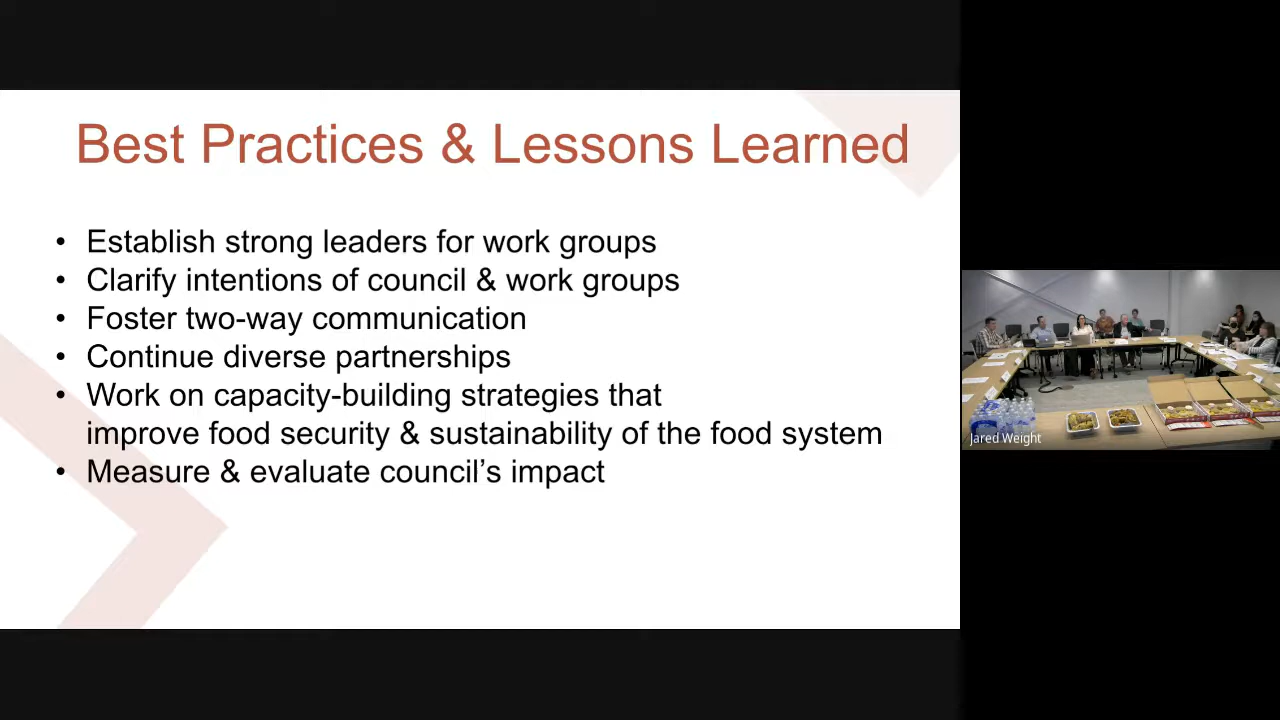 Best Practices & Lessons Learned
• Establish strong leaders for work groups
• Clarify intentions of council & work groups
• Foster two-way communication
• Continue diverse partnerships
• Work on capacity-building strategies that
improve food security & sustainability of the food system
• Measure & evaluate council’s impact
Jared Weight